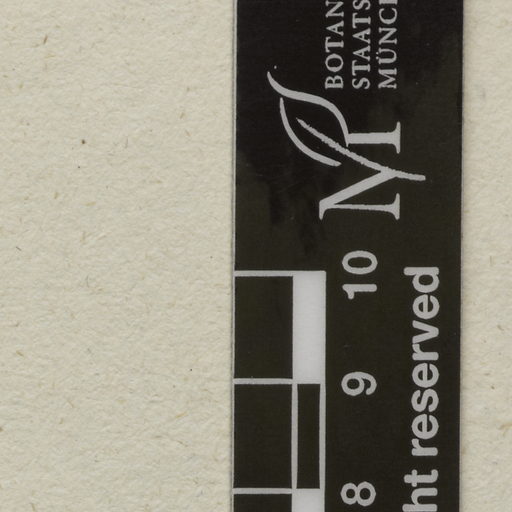 BOTAN
STAATS
MÜNCH
M
10
9
8
ht reserved